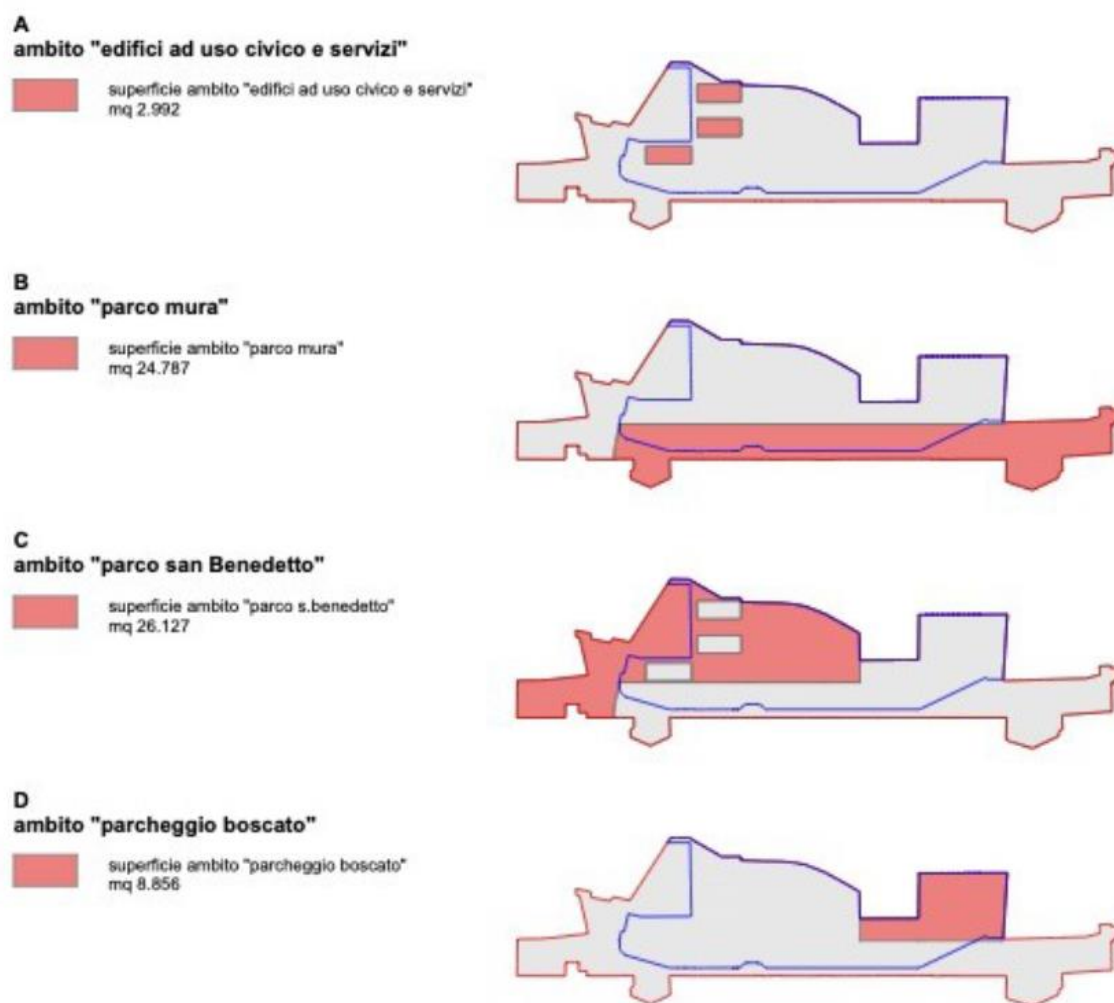 A
ambito "edifici ad uso civico e servizi"
superficie ambito "edifici ad uso civico e servizi"
mq 2.992
B
ambito "parco mura"
superficie ambito "parco mura"
mq 24.787
C
ambito "parco san Benedetto"
superficie ambito "parco s.benedetto"
mq 26.127
D
ambito "parcheggio boscato"
superficie ambito "parcheggio boscato"
mq 8.856